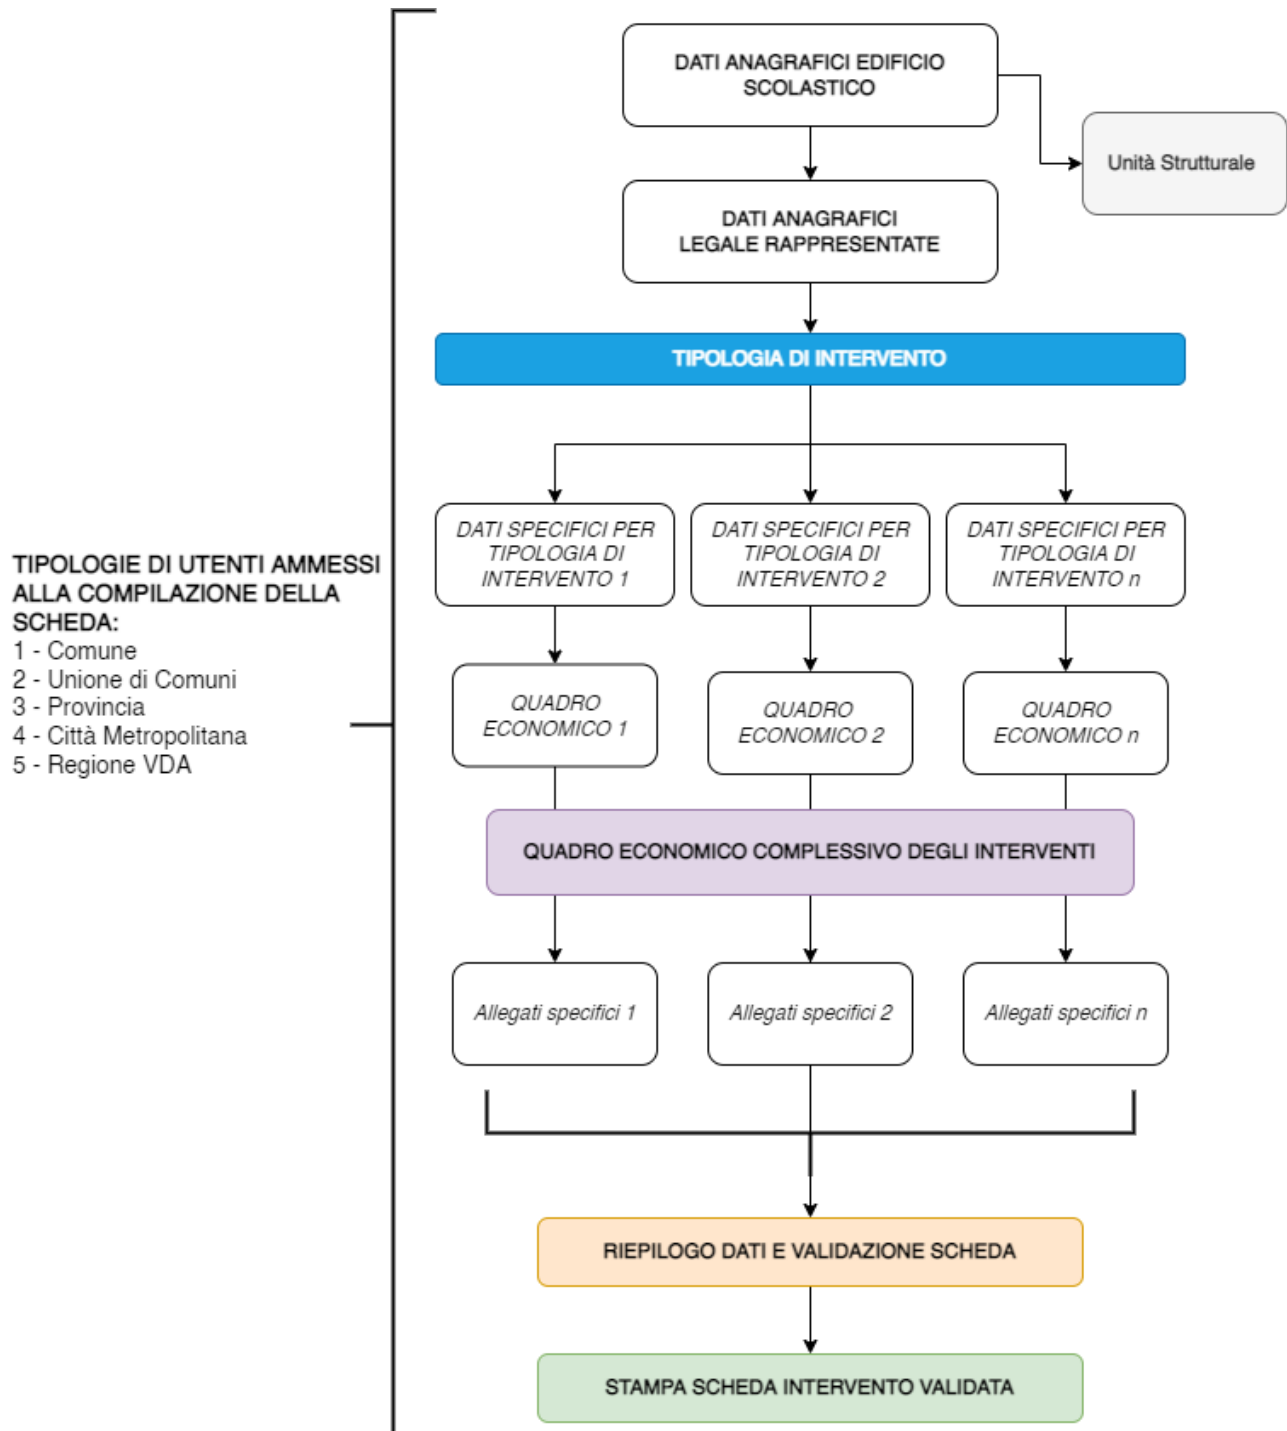 DATI ANAGRAFICI EDIFICIO
SCOLASTICO
Unità Strutturale
DATI ANAGRAFICI
LEGALE RAPPRESENTATE
TIPOLOGIA DI INTERVENTO
TIPOLOGIE DI UTENTI AMMESSI
ALLA COMPILAZIONE DELLA
SCHEDA:
1 - Comune
2 - Unione di Comuni
3 - Provincia
4 - Città Metropolitana
5 - Regione VDA
DATI SPECIFICI PER
TIPOLOGIA DI
INTERVENTO 1
DATI SPECIFICI PER
TIPOLOGIA DI
INTERVENTO 2
DATI SPECIFICI PER
TIPOLOGIA DI
INTERVENTO n
QUADRO
ECONOMICO 1
QUADRO
ECONOMICO 2
QUADRO
ECONOMICO n
QUADRO ECONOMICO COMPLESSIVO DEGLI INTERVENTI
Allegati specifici 1
Allegati specifici 2
Allegati specifici n
RIEPILOGO DATI E VALIDAZIONE SCHEDA
STAMPA SCHEDA INTERVENTO VALIDATA